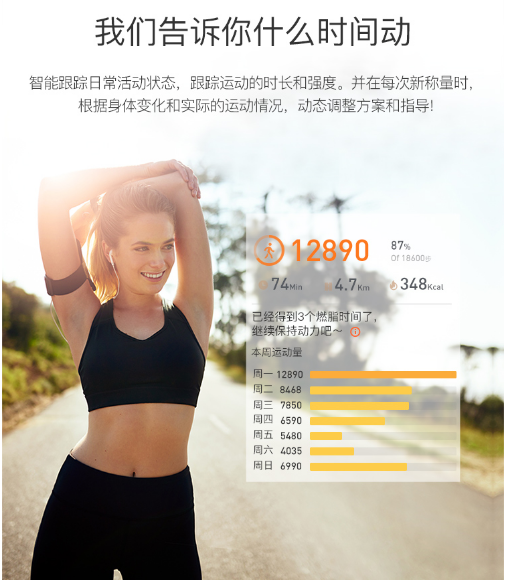 我们告诉你什么时间动
智能跟踪日常活动状态，跟踪运动的时长和强度。并在每次新称量时，
根据身体变化和实际的运动情况，动态调整方案和指导!
12890
87%
Of 18600步
74Min 4.7Km 348Kcal
已经得到3个燃脂时间了，
继续保持动力吧～
本周运动量
周一 12890
周二 8468
周三 7850
周四 6590
周五 5480
周六 4035
周日 6990